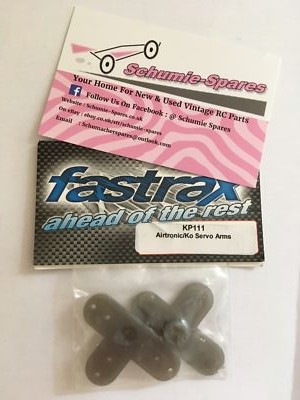 Schumie-Spares
Your Home For New & Used Vintage RC Parts
f Follow Us On Facebook : @ Schumie Spares
Website : Schumie-Spares.co.uk
eBay : ebay.co.uk/str/schumie-spares
Email : Schumacherspares@outlook.com
fastrax
ahead of the rest
KP111
Airtronic/Ko Servo Arms